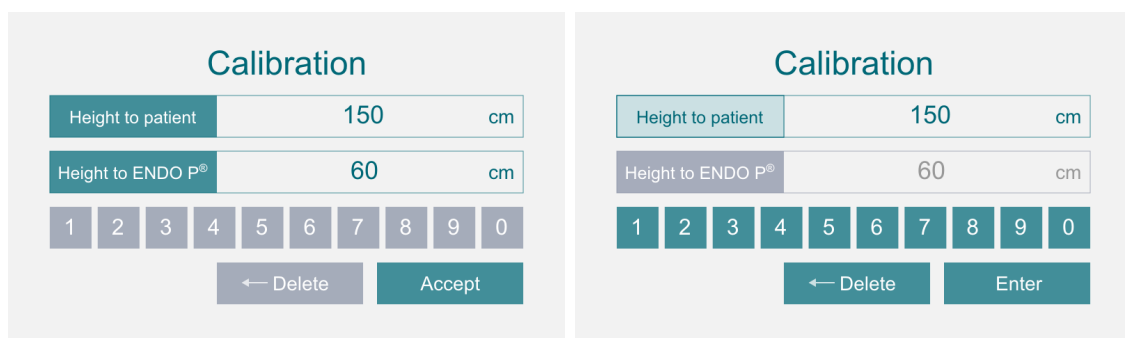 Calibration
Height to patient 150 cm
Height to ENDO P® 60 cm
1 2 3 4 5 6 7 8 9 0
← Delete Accept
Calibration
Height to patient 150 cm
Height to ENDO P® 60 cm
1 2 3 4 5 6 7 8 9 0
← Delete Enter